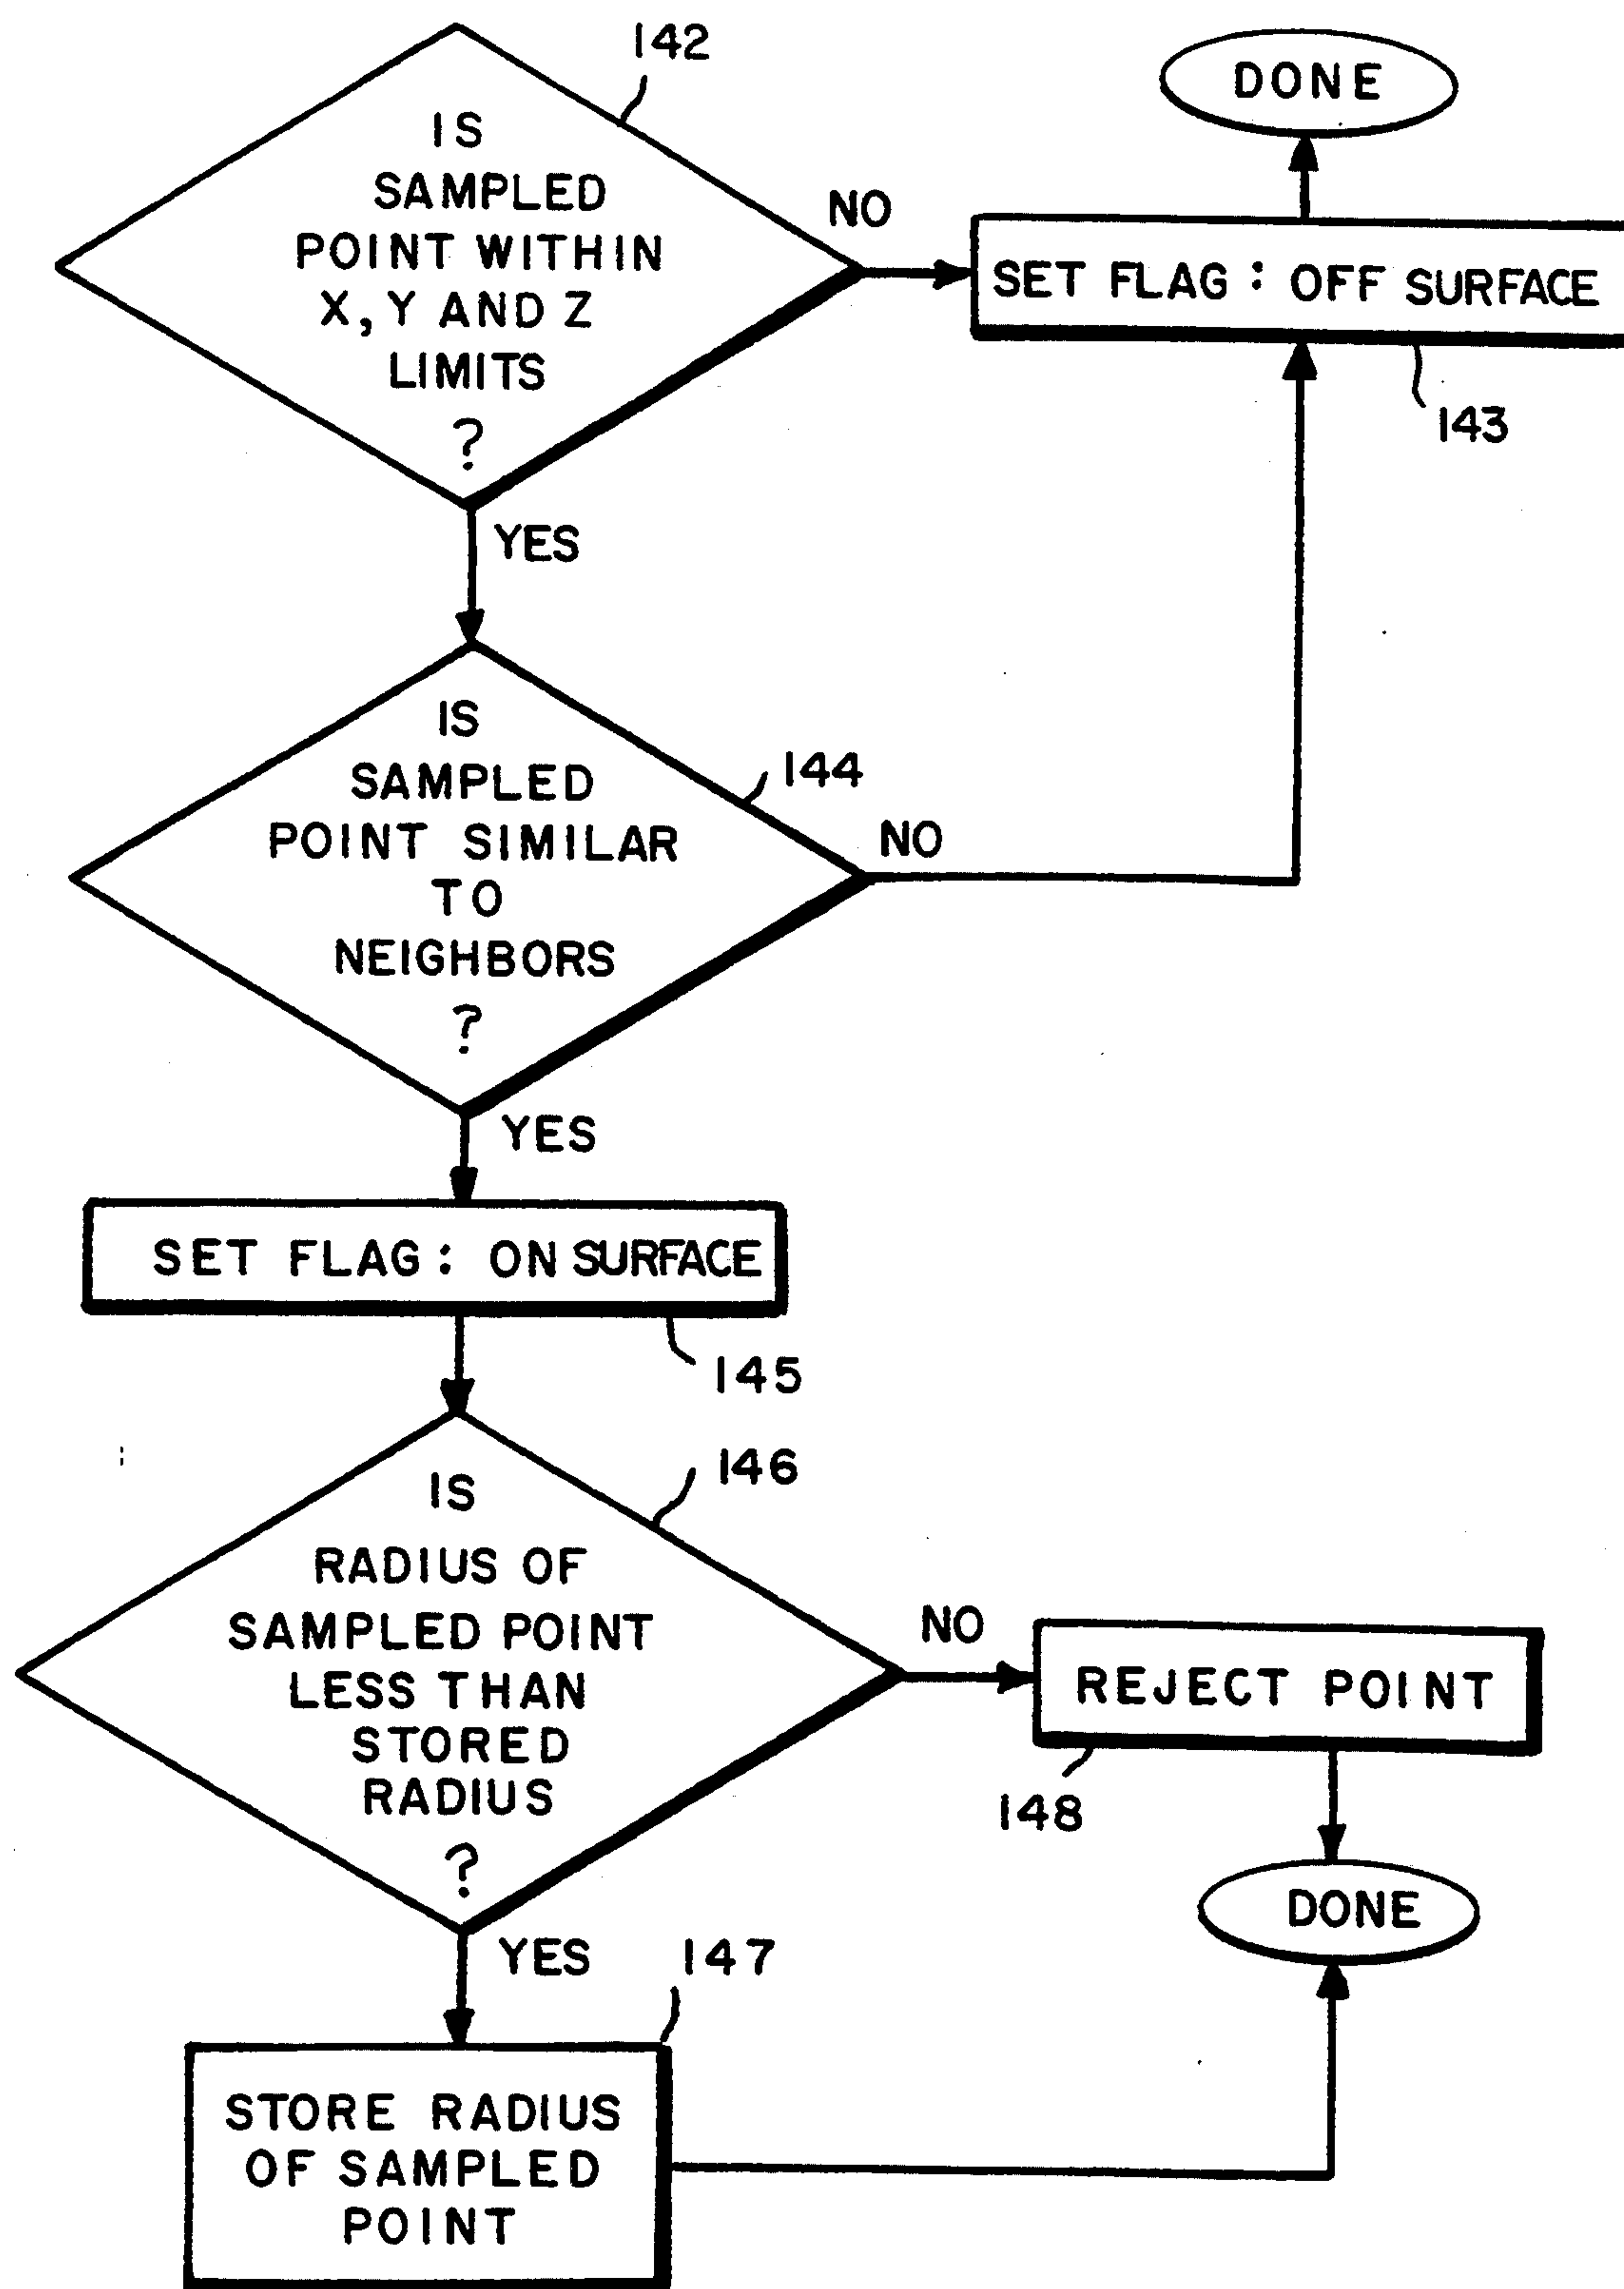 142
IS
SAMPLED
POINT WITHIN
X, Y AND Z
LIMITS
?
NO
DONE
SET FLAG: OFF SURFACE
143
YES
IS
SAMPLED
POINT SIMILAR
TO
NEIGHBORS
?
144
NO
YES
SET FLAG: ON SURFACE
145
IS
RADIUS OF
SAMPLED POINT
LESS THAN
STORED
RADIUS
?
146
NO
REJECT POINT
148
DONE
YES
147
STORE RADIUS
OF SAMPLED
POINT